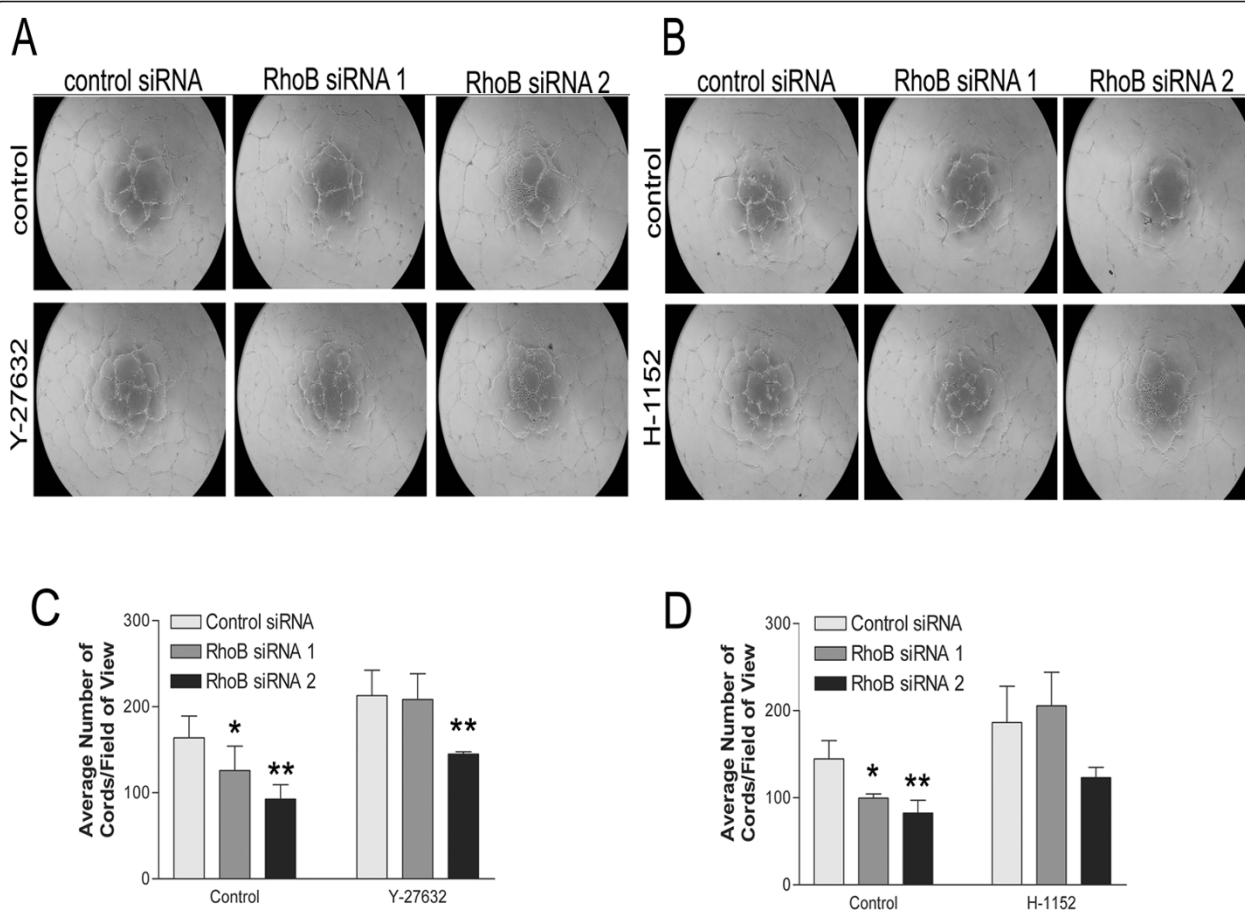 A
control siRNA RhoB siRNA 1 RhoB siRNA 2
control
Y-27632
B
control siRNA RhoB siRNA 1 RhoB siRNA 2
control
H-1152
C
Average Number of
Cords/Field of View
300
200
100
0
Control siRNA
RhoB siRNA 1
RhoB siRNA 2
*
**
**
Control Y-27632
D
Average Number of
Cords/Field of View
300
200
100
0
Control siRNA
RhoB siRNA 1
RhoB siRNA 2
*
**
Control H-1152